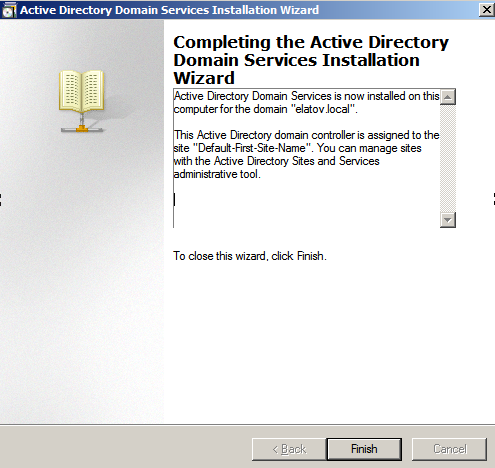 Active Directory Domain Services Installation Wizard
Completing the Active Directory
Domain Services Installation
Wizard
Active Directory Domain Services is now installed on this
computer for the domain "elatov.local".
This Active Directory domain controller is assigned to the
site "Default-First-Site-Name". You can manage sites
with the Active Directory Sites and Services
administrative tool.
To close this wizard, click Finish.
< Back Finish Cancel